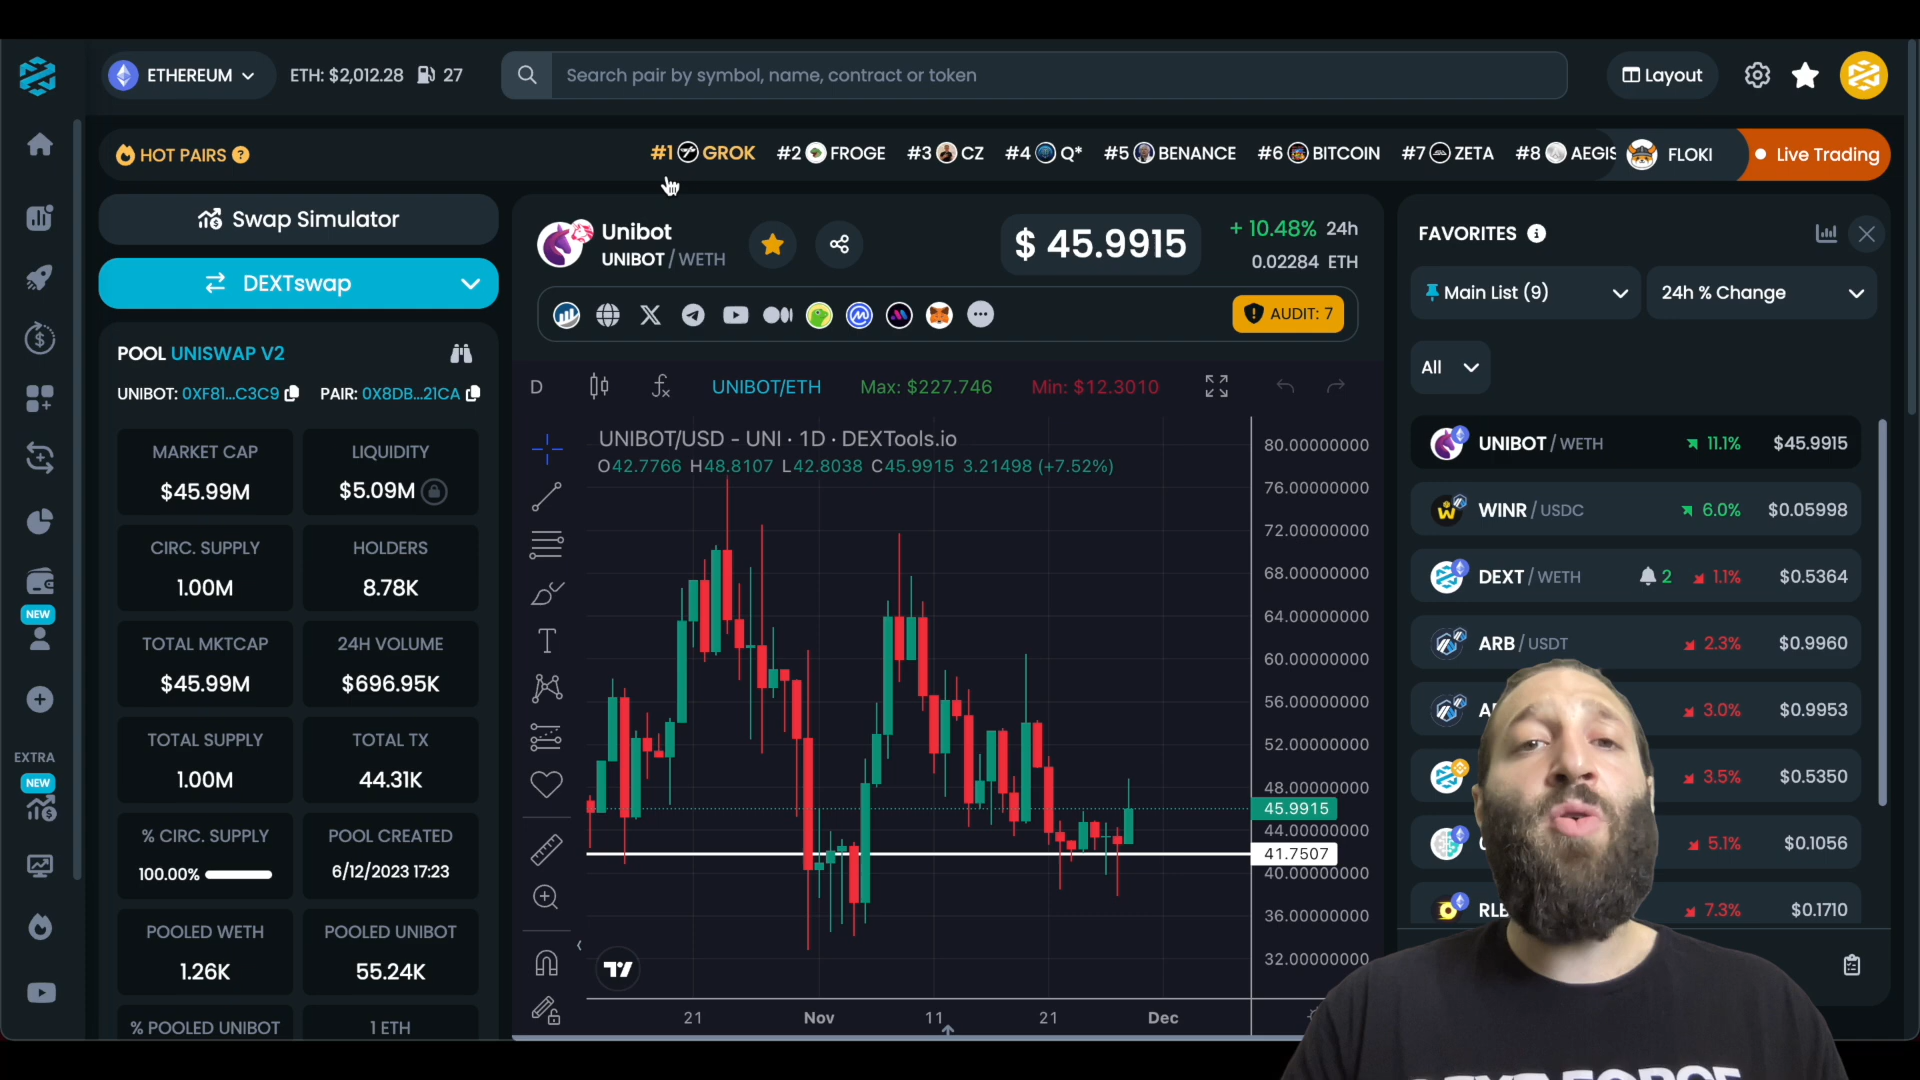 ETHEREUM ETH: $2,012.28 27 Search pair by symbol, name, contract or token Layout
HOT PAIRS ? #1 GROK #2 FROGE #3 CZ #4 Q* #5 BENANCE #6 BITCOIN #7 ZETA #8 AEGIS FLOKI Live Trading
Swap Simulator
DEXTswap
POOL UNISWAP V2
UNIBOT: 0XF81...C3C9 PAIR: 0X8DB...21CA
MARKET CAP LIQUIDITY
$45.99M $5.09M
CIRC. SUPPLY HOLDERS
1.00M 8.78K
TOTAL MKTCAP 24H VOLUME
$45.99M $696.95K
TOTAL SUPPLY TOTAL TX
1.00M 44.31K
% CIRC. SUPPLY POOL CREATED
100.00% 6/12/2023 17:23
POOLED WETH POOLED UNIBOT
1.26K 55.24K
% POOLED UNIBOT 1 ETH
NEW
EXTRA
NEW
Unibot
UNIBOT / WETH
$ 45.9915
+ 10.48% 24h
0.02284 ETH
AUDIT: 7
D UNIBOT/ETH Max: $227.746 Min: $12.3010
UNIBOT/USD - UNI · 1D · DEXTools.io
O42.7766 H48.8107 L42.8038 C45.9915 3.21498 (+7.52%)
80.00000000
76.00000000
72.00000000
68.00000000
64.00000000
60.00000000
56.00000000
52.00000000
48.00000000
45.9915
44.00000000
41.7507
40.00000000
36.00000000
32.00000000
21 Nov 11 21 Dec
FAVORITES
Main List (9) 24h % Change
All
UNIBOT / WETH 11.1% $45.9915
WINR / USDC 6.0% $0.05998
DEXT / WETH 2 1.1% $0.5364
ARB / USDT 2.3% $0.9960
3.0% $0.9953
3.5% $0.5350
5.1% $0.1056
7.3% $0.1710